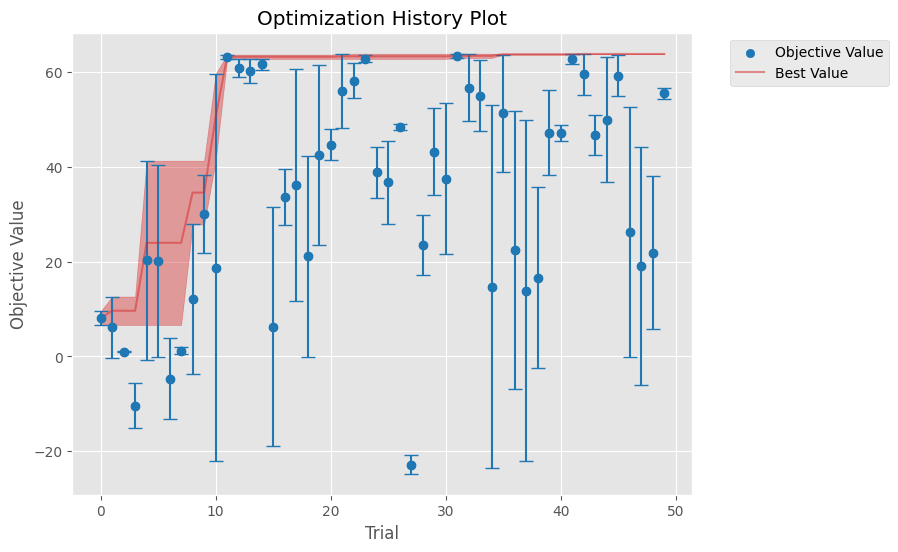 Optimization History Plot
Objective Value
Best Value
60
40
20
0
−20
Objective Value
0 10 20 30 40 50
Trial